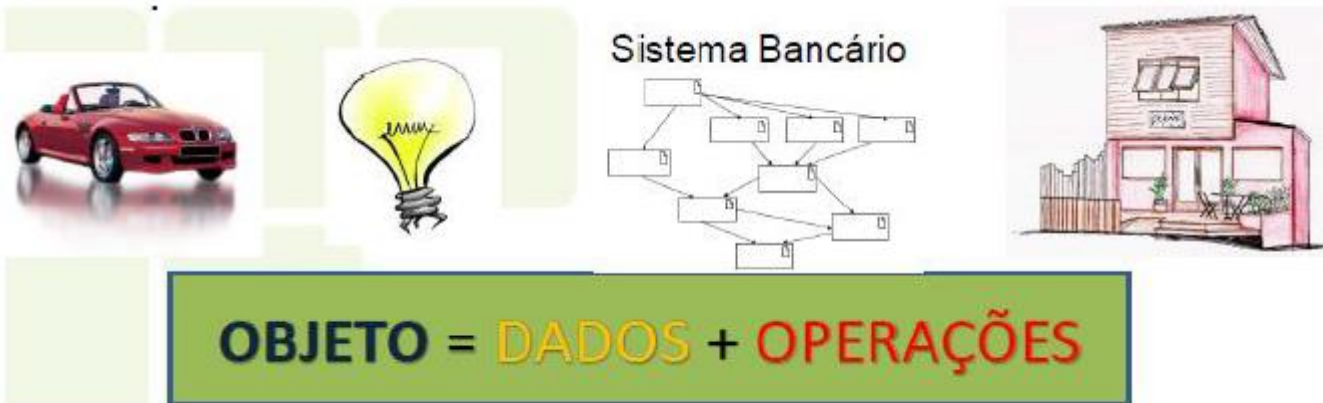 Sistema Bancário
OBJETO = DADOS + OPERAÇÕES